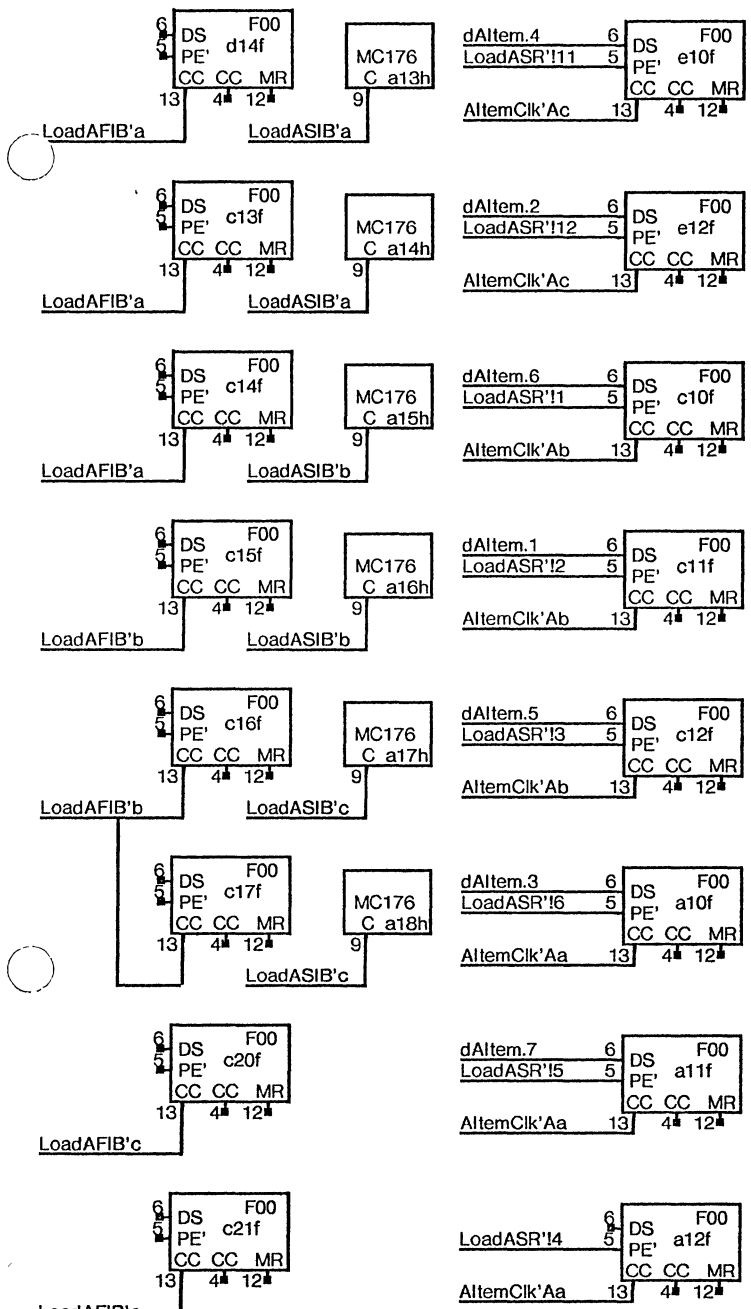 6 DS F00
5 PE' d14f
CC CC MR
13 4 12
LoadAFIB'a
MC176
C a13h
9
LoadASIB'a
dAItem.4 6 DS F00
LoadASR'!11 5 PE' e10f
CC CC MR
AItemClk'Ac 13 4 12
6 DS F00
5 PE' c13f
CC CC MR
13 4 12
LoadAFIB'a
MC176
C a14h
9
LoadASIB'a
dAItem.2 6 DS F00
LoadASR'!12 5 PE' e12f
CC CC MR
AItemClk'Ac 13 4 12
6 DS F00
5 PE' c14f
CC CC MR
13 4 12
LoadAFIB'a
MC176
C a15h
9
LoadASIB'b
dAItem.6 6 DS F00
LoadASR'!1 5 PE' c10f
CC CC MR
AItemClk'Ab 13 4 12
6 DS F00
5 PE' c15f
CC CC MR
13 4 12
LoadAFIB'b
MC176
C a16h
9
LoadASIB'b
dAItem.1 6 DS F00
LoadASR'!2 5 PE' c11f
CC CC MR
AItemClk'Ab 13 4 12
6 DS F00
5 PE' c16f
CC CC MR
13 4 12
LoadAFIB'b
MC176
C a17h
9
LoadASIB'c
dAItem.5 6 DS F00
LoadASR'!3 5 PE' c12f
CC CC MR
AItemClk'Ab 13 4 12
6 DS F00
5 PE' c17f
CC CC MR
13 4 12
MC176
C a18h
9
LoadASIB'c
dAItem.3 6 DS F00
LoadASR'!6 5 PE' a10f
CC CC MR
AItemClk'Aa 13 4 12
6 DS F00
5 PE' c20f
CC CC MR
13 4 12
LoadAFIB'c
dAItem.7 6 DS F00
LoadASR'!5 5 PE' a11f
CC CC MR
AItemClk'Aa 13 4 12
6 DS F00
5 PE' c21f
CC CC MR
13 4 12
6 DS F00
LoadASR'!4 5 PE' a12f
CC CC MR
AItemClk'Aa 13 4 12